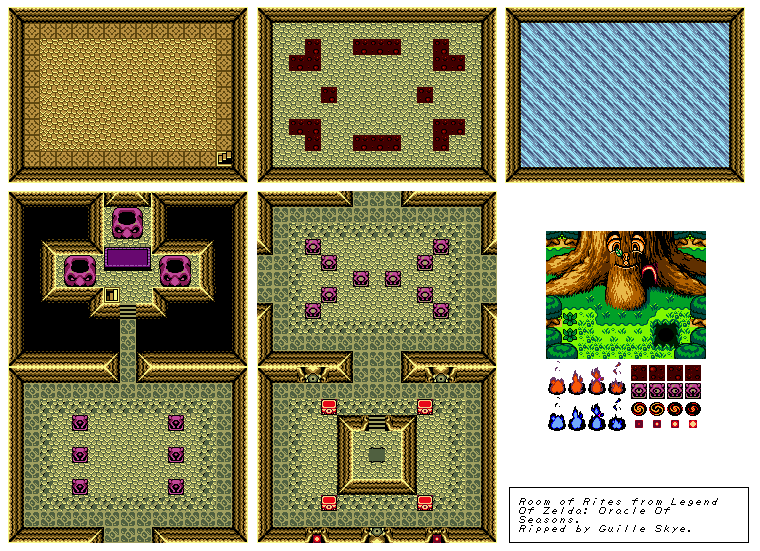 Room of Rites from Legend
Of Zelda: Oracle Of
Seasons.
Ripped by Guille Skye.